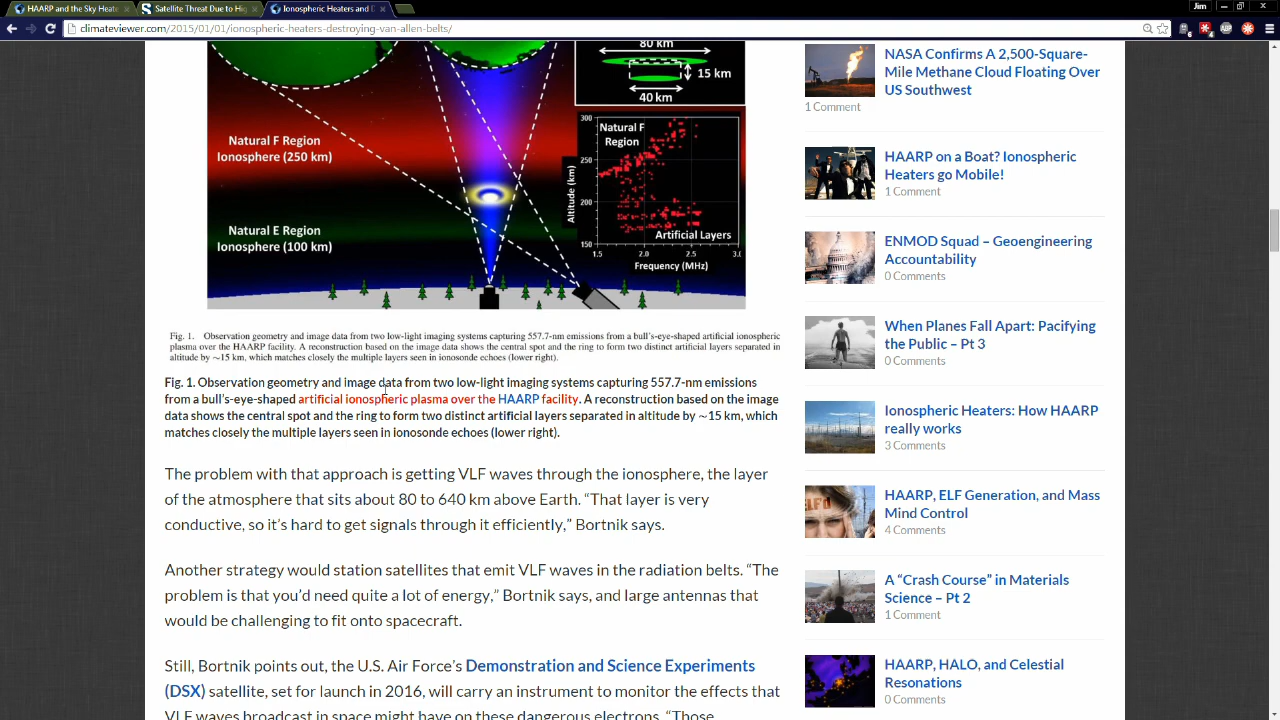 HAARP and the Sky Heate
Satellite Threat Due to Hig
Ionospheric Heaters and D
Jim
climateviewer.com/2015/01/01/ionospheric-heaters-destroying-van-allen-belts/
80 km
15 km
40 km
Natural F Region
Ionosphere (250 km)
Natural E Region
Ionosphere (100 km)
300
250
200
150
Altitude (km)
Natural F
Region
Artificial Layers
1.5 2.0 2.5 3.
Frequency (MHz)
Fig. 1. Observation geometry and image data from two low-light imaging systems capturing 557.7-nm emissions from a bull's-eye-shaped artificial ionospheric
plasma over the HAARP facility. A reconstruction based on the image data shows the central spot and the ring to form two distinct artificial layers separated in
altitude by ~15 km, which matches closely the multiple layers seen in ionosonde echoes (lower right).
Fig. 1. Observation geometry and image data from two low-light imaging systems capturing 557.7-nm emissions
from a bull's-eye-shaped artificial ionospheric plasma over the HAARP facility. A reconstruction based on the image
data shows the central spot and the ring to form two distinct artificial layers separated in altitude by ~15 km, which
matches closely the multiple layers seen in ionosonde echoes (lower right).
The problem with that approach is getting VLF waves through the ionosphere, the layer
of the atmosphere that sits about 80 to 640 km above Earth. “That layer is very
conductive, so it’s hard to get signals through it efficiently,” Bortnik says.
Another strategy would station satellites that emit VLF waves in the radiation belts. “The
problem is that you’d need quite a lot of energy,” Bortnik says, and large antennas that
would be challenging to fit onto spacecraft.
Still, Bortnik points out, the U.S. Air Force’s Demonstration and Science Experiments
(DSX) satellite, set for launch in 2016, will carry an instrument to monitor the effects that
VLF waves broadcast in space might have on these dangerous electrons. “Those
NASA Confirms A 2,500-Square-
Mile Methane Cloud Floating Over
US Southwest
1 Comment
HAARP on a Boat? Ionospheric
Heaters go Mobile!
1 Comment
ENMOD Squad – Geoengineering
Accountability
0 Comments
When Planes Fall Apart: Pacifying
the Public – Pt 3
0 Comments
Ionospheric Heaters: How HAARP
really works
3 Comments
HAARP, ELF Generation, and Mass
Mind Control
4 Comments
A “Crash Course” in Materials
Science – Pt 2
1 Comment
HAARP, HALO, and Celestial
Resonations
0 Comments